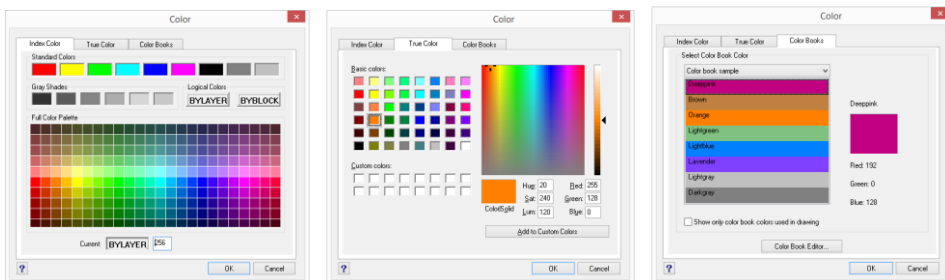 Color
Index Color True Color Color Books
Standard Colors
Gray Shades Logical Colors
BYLAYER BYBLOCK
Full Color Palette
Current: BYLAYER 256
? OK Cancel
Color
Index Color True Color Color Books
Basic colors:
Custom colors:
Hue: 20 Red: 255
Sat: 240 Green: 128
Color|Solid Lum: 120 Blue: 0
Add to Custom Colors
? OK Cancel
Color
Index Color True Color Color Books
Select Color Book Color
Color book sample
Deeppink
Brown
Orange
Lightgreen
Lightblue
Lavender
Lightgray
Darkgray
Deeppink
Red: 192
Green: 0
Blue: 128
Show only color book colors used in drawing
Color Book Editor...
? OK Cancel